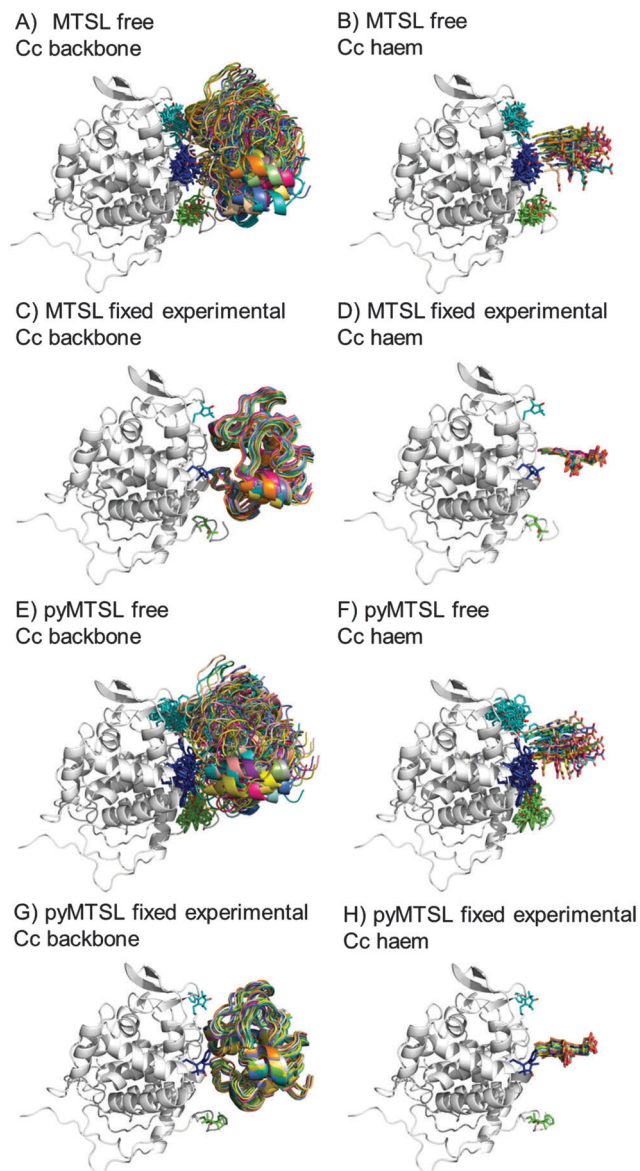 A) MTSL free
Cc backbone
B) MTSL free
Cc haem
C) MTSL fixed experimental
Cc backbone
D) MTSL fixed experimental
Cc haem
E) pyMTSL free
Cc backbone
F) pyMTSL free
Cc haem
G) pyMTSL fixed experimental
Cc backbone
H) pyMTSL fixed experimental
Cc haem